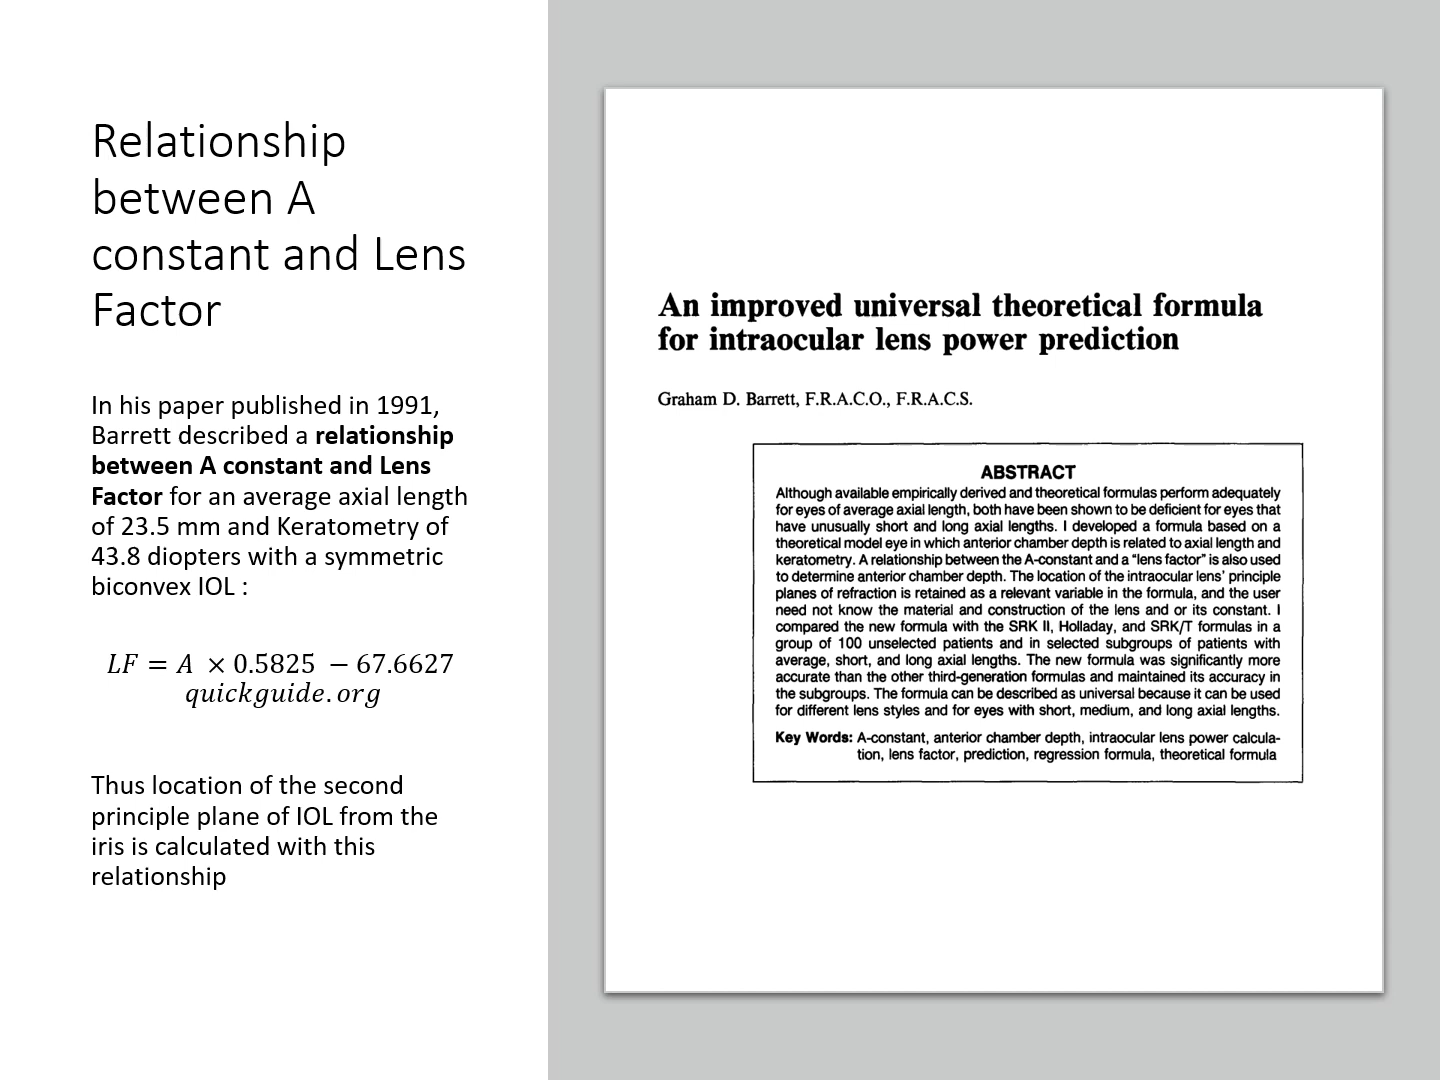 Relationship
between A
constant and Lens
Factor
In his paper published in 1991,
Barrett described a relationship
between A constant and Lens
Factor for an average axial length
of 23.5 mm and Keratometry of
43.8 diopters with a symmetric
biconvex IOL :
LF = A × 0.5825 − 67.6627
quickguide.org
Thus location of the second
principle plane of IOL from the
iris is calculated with this
relationship
An improved universal theoretical formula
for intraocular lens power prediction
Graham D. Barrett, F.R.A.C.O., F.R.A.C.S.
ABSTRACT
Although available empirically derived and theoretical formulas perform adequately
for eyes of average axial length, both have been shown to be deficient for eyes that
have unusually short and long axial lengths. I developed a formula based on a
theoretical model eye in which anterior chamber depth is related to axial length and
keratometry. A relationship between the A-constant and a "lens factor" is also used
to determine anterior chamber depth. The location of the intraocular lens' principle
planes of refraction is retained as a relevant variable in the formula, and the user
need not know the material and construction of the lens and or its constant. I
compared the new formula with the SRK II, Holladay, and SRK/T formulas in a
group of 100 unselected patients and in selected subgroups of patients with
average, short, and long axial lengths. The new formula was significantly more
accurate than the other third-generation formulas and maintained its accuracy in
the subgroups. The formula can be described as universal because it can be used
for different lens styles and for eyes with short, medium, and long axial lengths.
Key Words: A-constant, anterior chamber depth, intraocular lens power calcula-
tion, lens factor, prediction, regression formula, theoretical formula